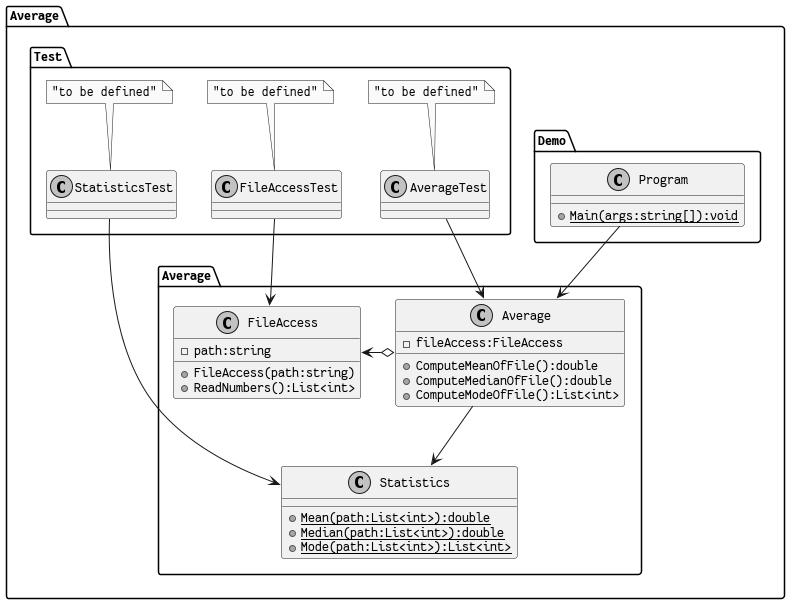 Average
Test
"to be defined"
"to be defined"
"to be defined"
C StatisticsTest
C FileAccessTest
C AverageTest
Demo
C Program
Main(args:string[]):void
Average
C FileAccess
path:string
FileAccess(path:string)
ReadNumbers():List<int>
C Average
fileAccess:FileAccess
ComputeMeanOfFile():double
ComputeMedianOfFile():double
ComputeModeOfFile():List<int>
C Statistics
Mean(path:List<int>):double
Median(path:List<int>):double
Mode(path:List<int>):List<int>